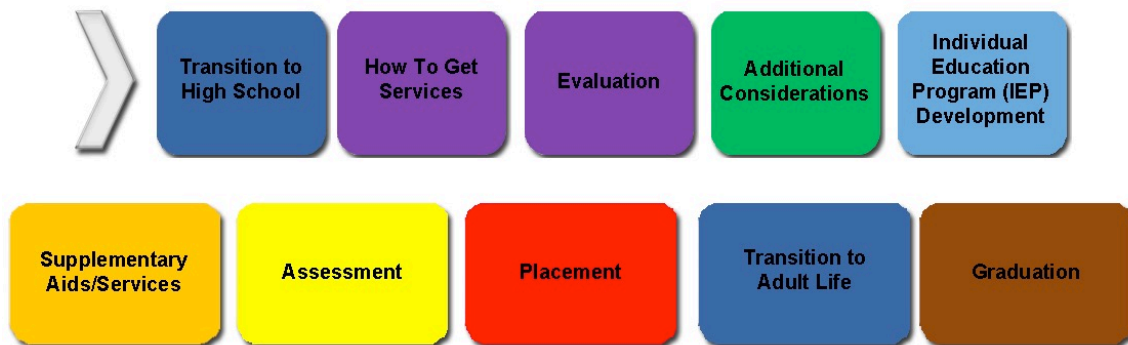 Transition to
High School
How To Get
Services
Evaluation
Additional
Considerations
Individual
Education
Program (IEP)
Development
Supplementary
Aids/Services
Assessment
Placement
Transition to
Adult Life
Graduation